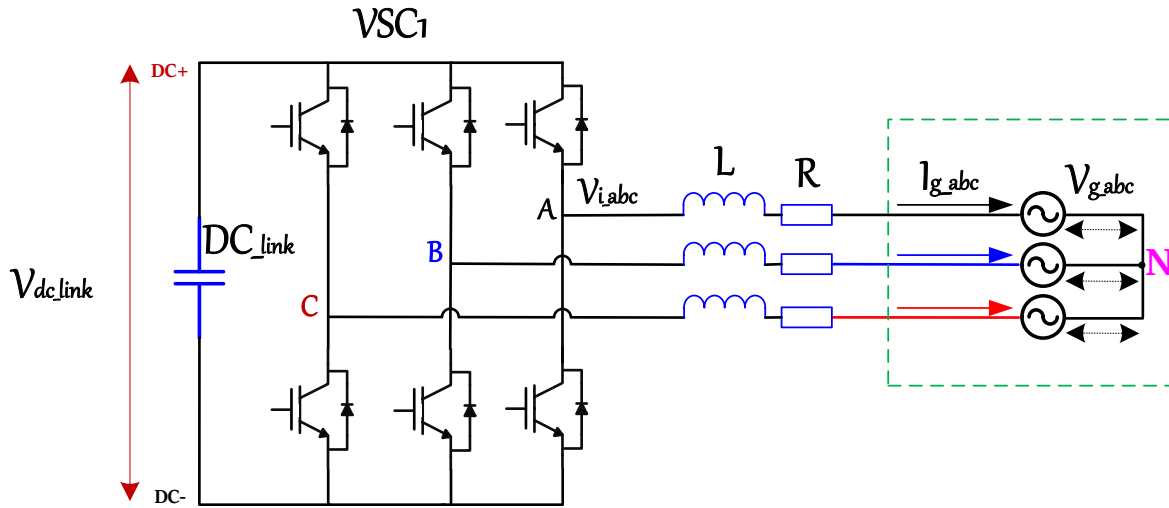 VSC1
DC+
L
R
Ig_abc
Vg_abc
Vi_abc
A
DC_link
B
N
Vdc_link
C
DC-